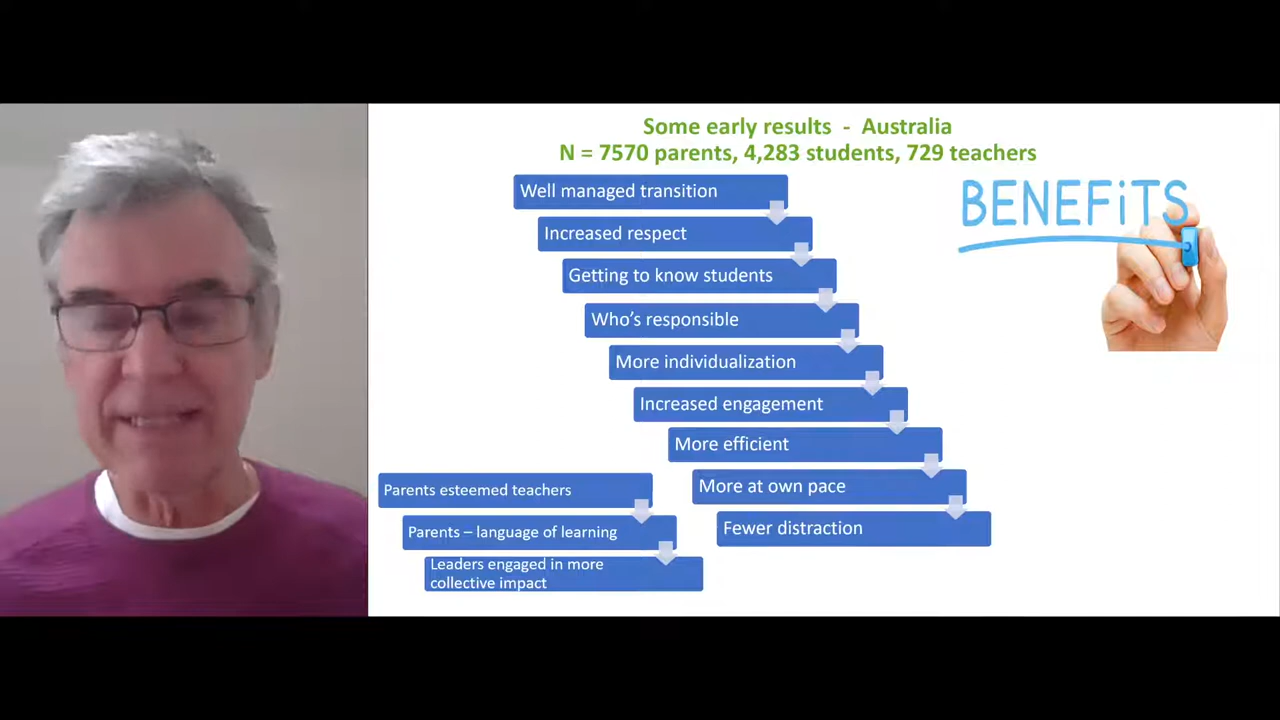 Some early results - Australia
N = 7570 parents, 4,283 students, 729 teachers
BENEFiTS
Well managed transition
Increased respect
Getting to know students
Who's responsible
More individualization
Increased engagement
More efficient
More at own pace
Fewer distraction
Parents esteemed teachers
Parents – language of learning
Leaders engaged in more
collective impact